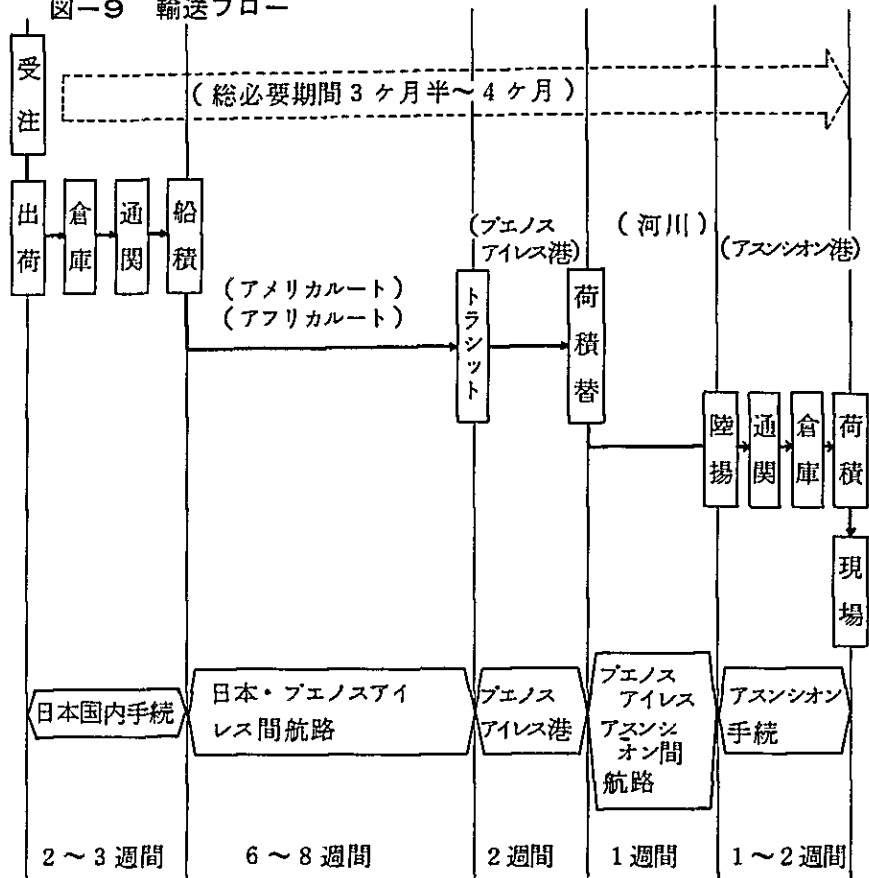 図-9 輸送フロー
受注
(総必要期間3ヶ月半～4ヶ月)
出荷
倉庫
通関
船積
(ブエノス
アイレス港)
(河川)
(アスンシオン港)
(アメリカルート)
(アフリカルート)
トラシット
荷積替
陸揚
通関
倉庫
荷積
現場
日本国内手続
日本・ブエノスアイ
レス間航路
ブエノス
アイレス港
ブエノス
アイレス
アスンシ
オン間
航路
アスンシオン
手続
2～3週間
6～8週間
2週間
1週間
1～2週間